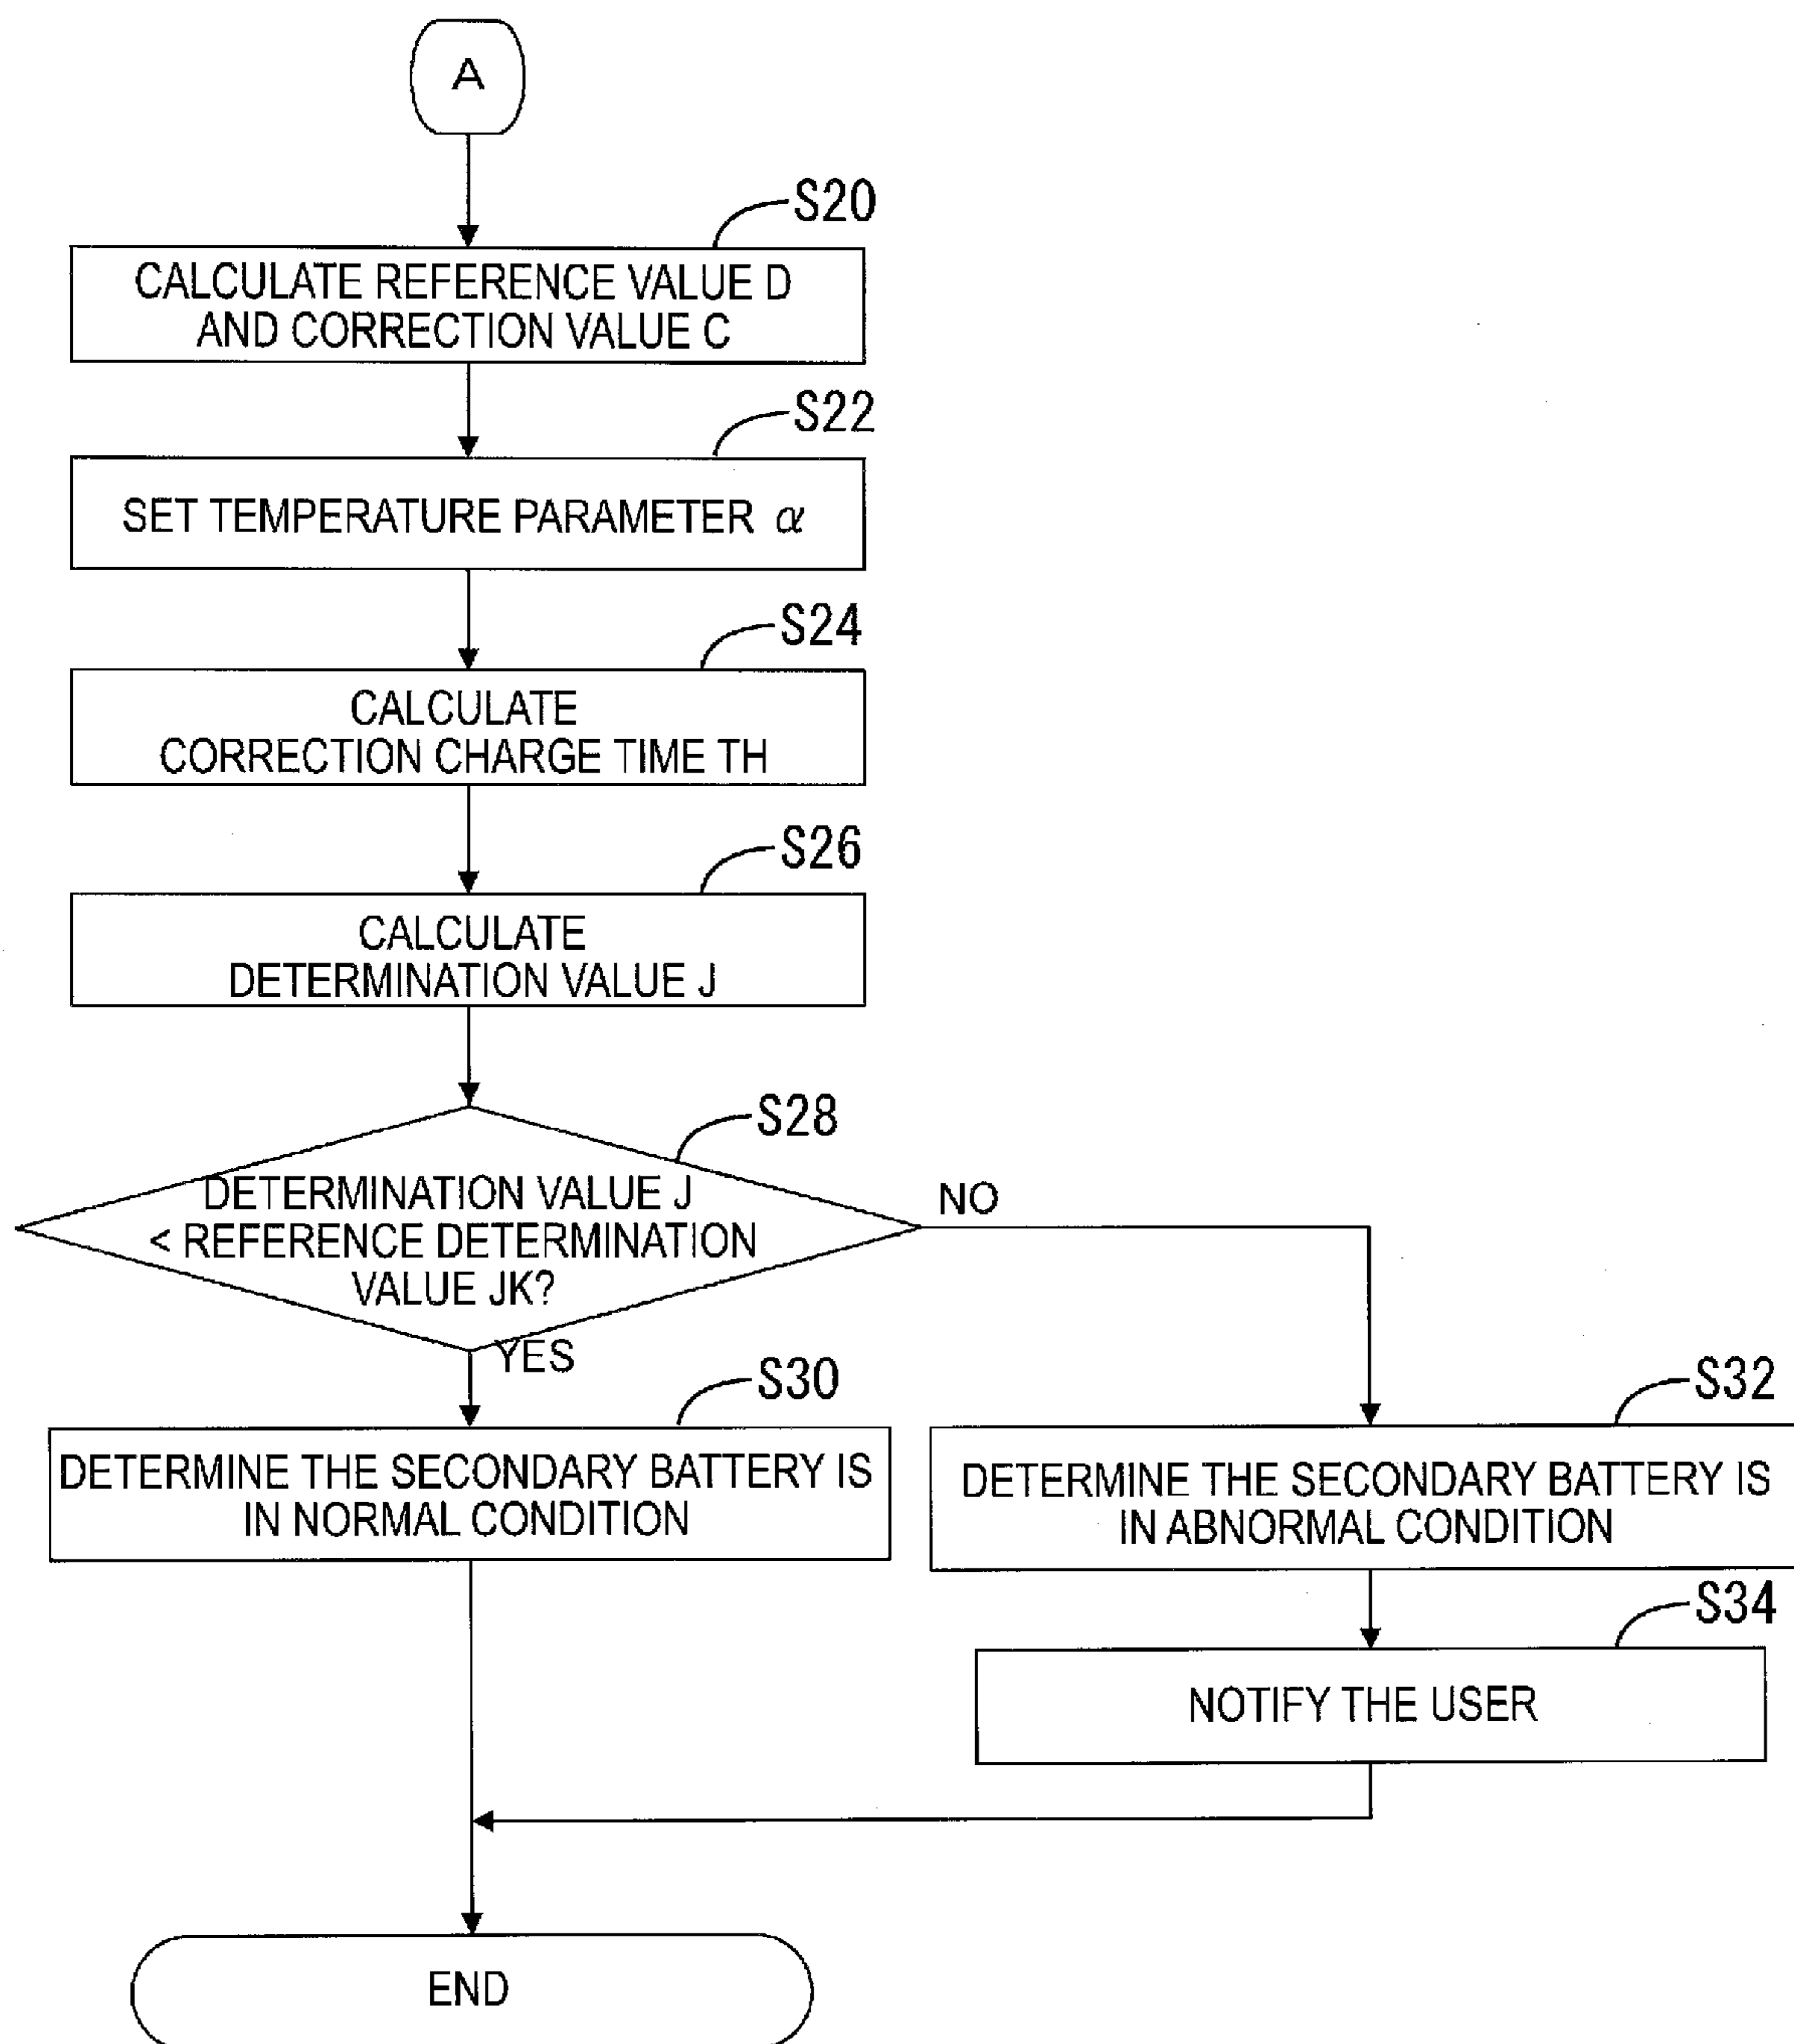 A
S20
CALCULATE REFERENCE VALUE D
AND CORRECTION VALUE C
S22
SET TEMPERATURE PARAMETER α
S24
CALCULATE
CORRECTION CHARGE TIME TH
S26
CALCULATE
DETERMINATION VALUE J
S28
DETERMINATION VALUE J
< REFERENCE DETERMINATION
VALUE JK?
NO
YES
S30
DETERMINE THE SECONDARY BATTERY IS
IN NORMAL CONDITION
S32
DETERMINE THE SECONDARY BATTERY IS
IN ABNORMAL CONDITION
S34
NOTIFY THE USER
END